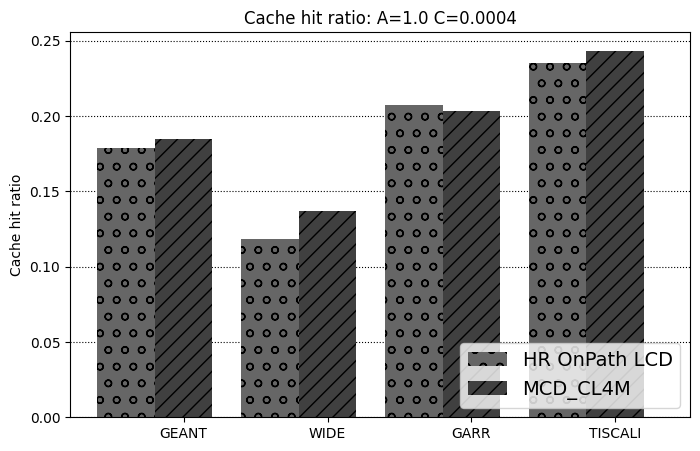 Cache hit ratio: A=1.0 C=0.0004
0.25
0.20
0.15
0.10
0.05
0.00
Cache hit ratio
GEANT
WIDE
GARR
TISCALI
HR OnPath LCD
MCD_CL4M